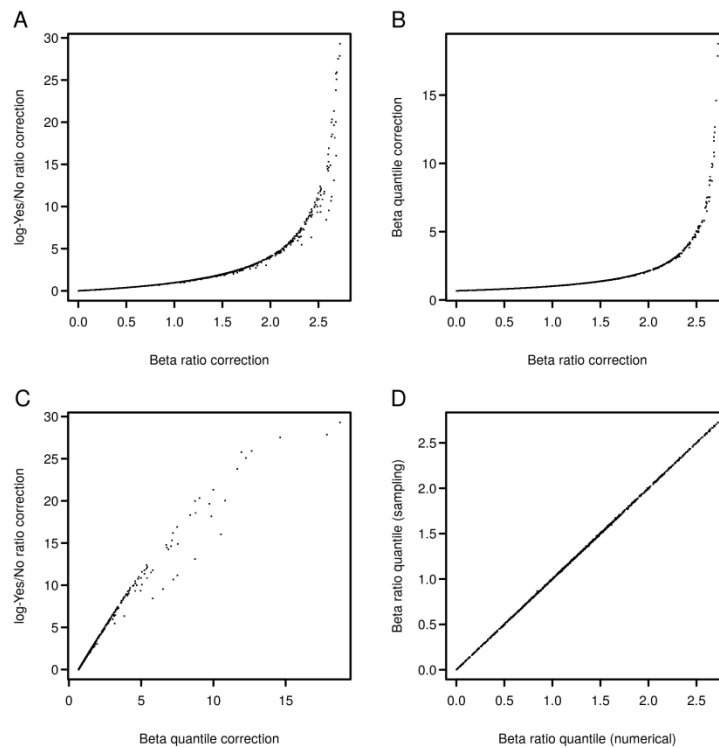 A
log-Yes/No ratio correction
30
25
20
15
10
5
0
0.0 0.5 1.0 1.5 2.0 2.5
Beta ratio correction
B
Beta quantile correction
15
10
5
0
0.0 0.5 1.0 1.5 2.0 2.5
Beta ratio correction
C
log-Yes/No ratio correction
30
25
20
15
10
5
0
0 5 10 15
Beta quantile correction
D
Beta ratio quantile (sampling)
2.5
2.0
1.5
1.0
0.5
0.0
0.0 0.5 1.0 1.5 2.0 2.5
Beta ratio quantile (numerical)